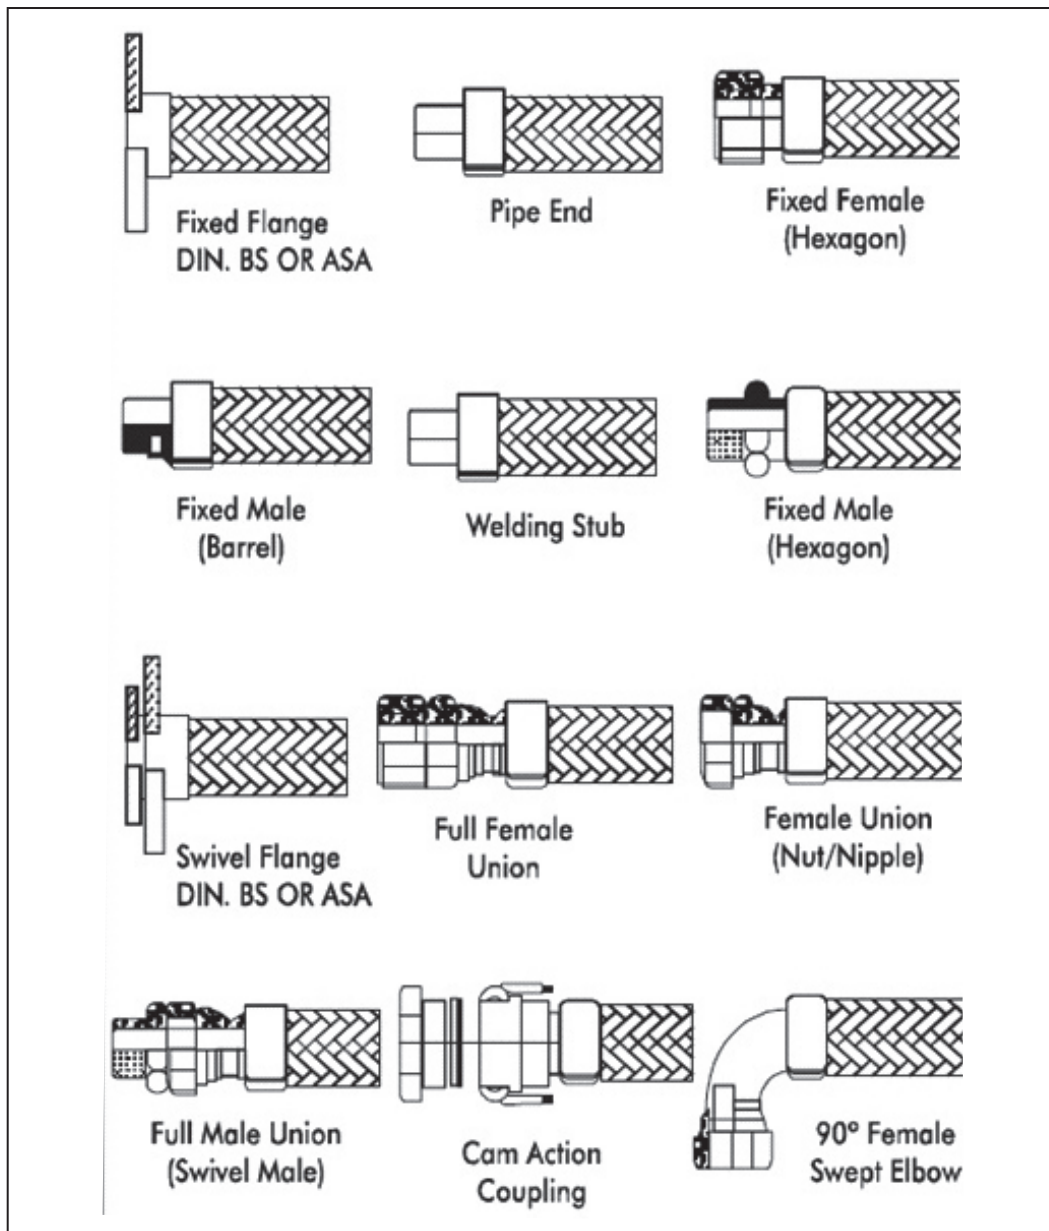 Fixed Flange
DIN. BS OR ASA
Pipe End
Fixed Female
(Hexagon)
Fixed Male
(Barrel)
Welding Stub
Fixed Male
(Hexagon)
Swivel Flange
DIN. BS OR ASA
Full Female
Union
Female Union
(Nut/Nipple)
Full Male Union
(Swivel Male)
Cam Action
Coupling
90° Female
Swept Elbow